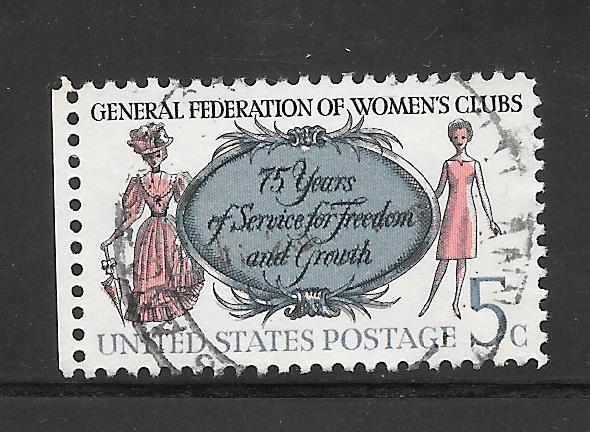 GENERAL FEDERATION OF WOMEN'S CLUBS
75 Years
of Service for Freedom
and Growth
UNITED STATES POSTAGE 5c